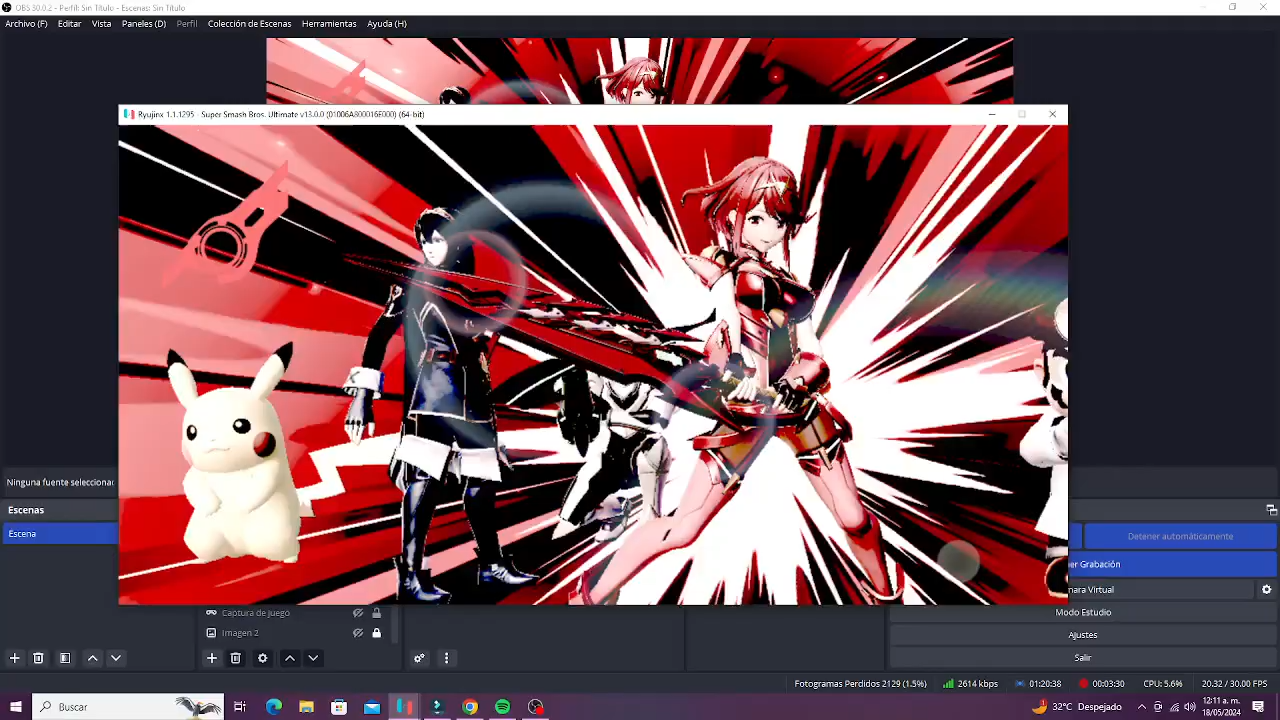 OBS 30.0.2 - Perfil: Sin Título - Escenas: Sin Título
Archivo (F) Editar Vista Paneles (D) Perfil Colección de Escenas Herramientas Ayuda (H)
Ryujinx 1.1.1295 - Super Smash Bros. Ultimate v13.0.0 (01006A800016E000) (64-bit)
Ninguna fuente seleccionad
Escenas
Escena
Detener automáticamente
er Grabación
mara Virtual
Captura de juego
Modo Estudio
Imagen 2
Ajustes
Salir
Fotogramas Perdidos 2129 (1.5%) 2614 kbps 01:20:38 00:03:30 CPU: 5.6% 20.32 / 30.00 FPS
Buscar
32°C Despejado
12:11 a. m.
18/05/2024